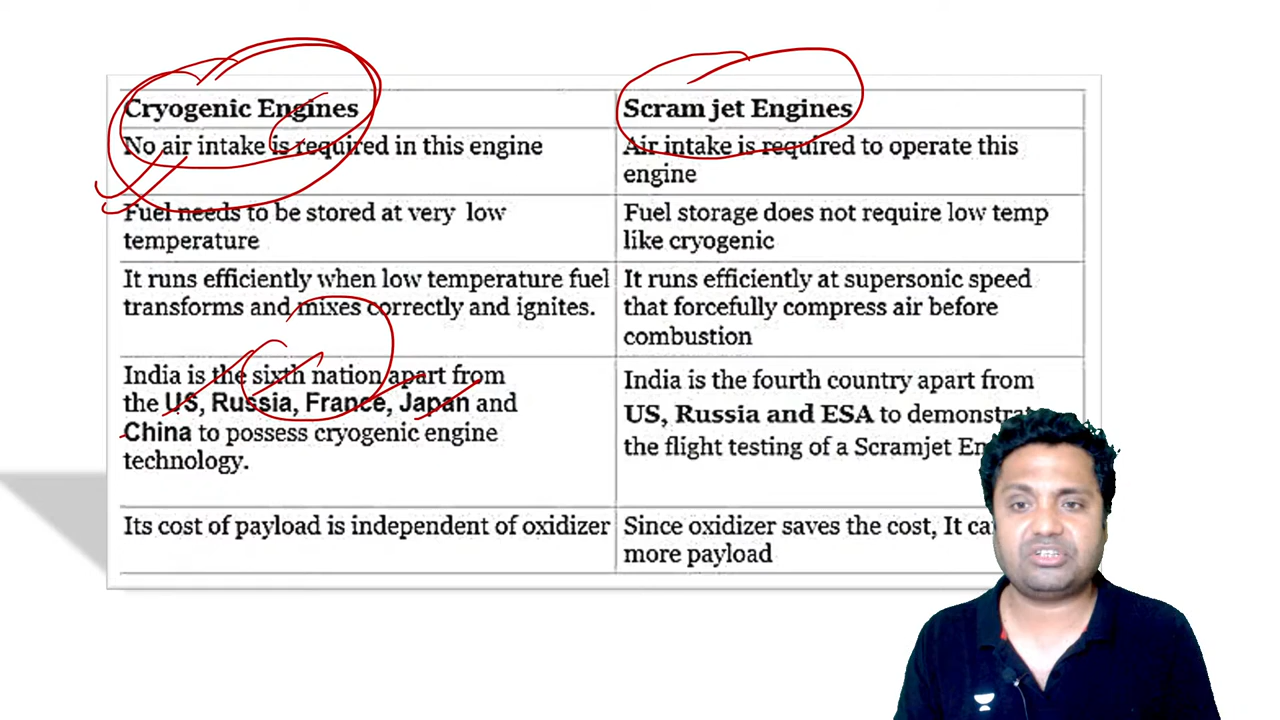 Cryogenic Engines
Scram jet Engines
No air intake is required in this engine
Air intake is required to operate this
engine
Fuel needs to be stored at very low
temperature
Fuel storage does not require low temp
like cryogenic
It runs efficiently when low temperature fuel
transforms and mixes correctly and ignites.
It runs efficiently at supersonic speed
that forcefully compress air before
combustion
India is the sixth nation apart from
the US, Russia, France, Japan and
China to possess cryogenic engine
technology.
India is the fourth country apart from
US, Russia and ESA to
the flight testing of a Scramjet
Its cost of payload is independent of oxidizer
Since oxidizer saves the cost, It
more payload